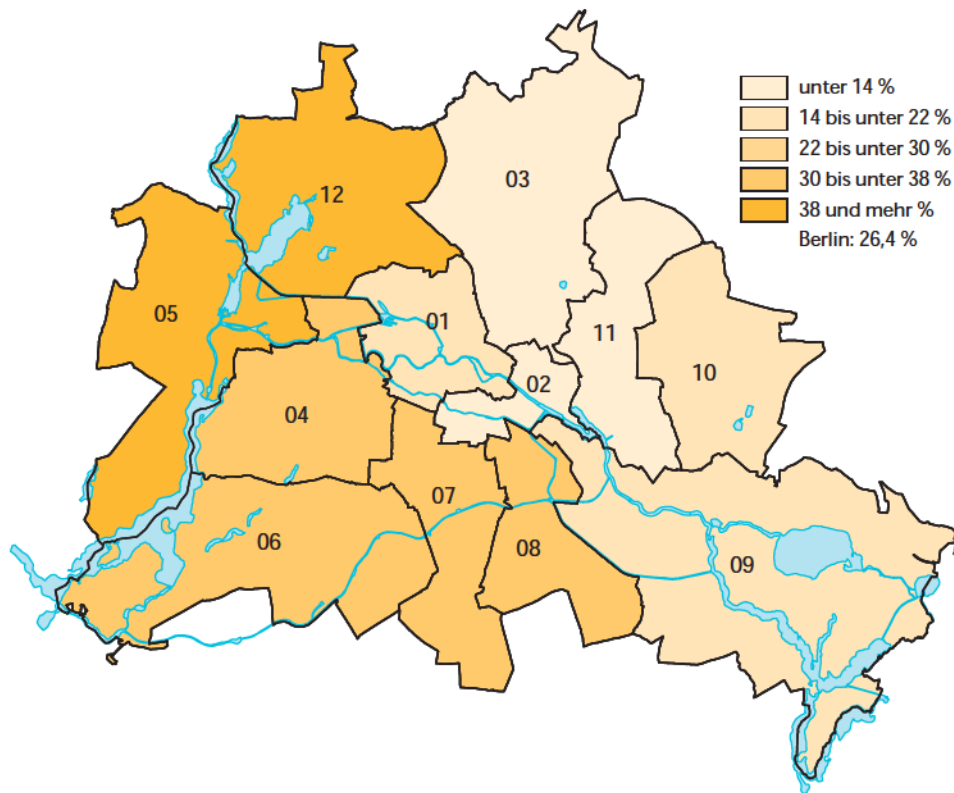 unter 14 %
14 bis unter 22 %
22 bis unter 30 %
30 bis unter 38 %
38 und mehr %
Berlin: 26,4 %
03
12
05
01
11
10
02
04
07
06
08
09